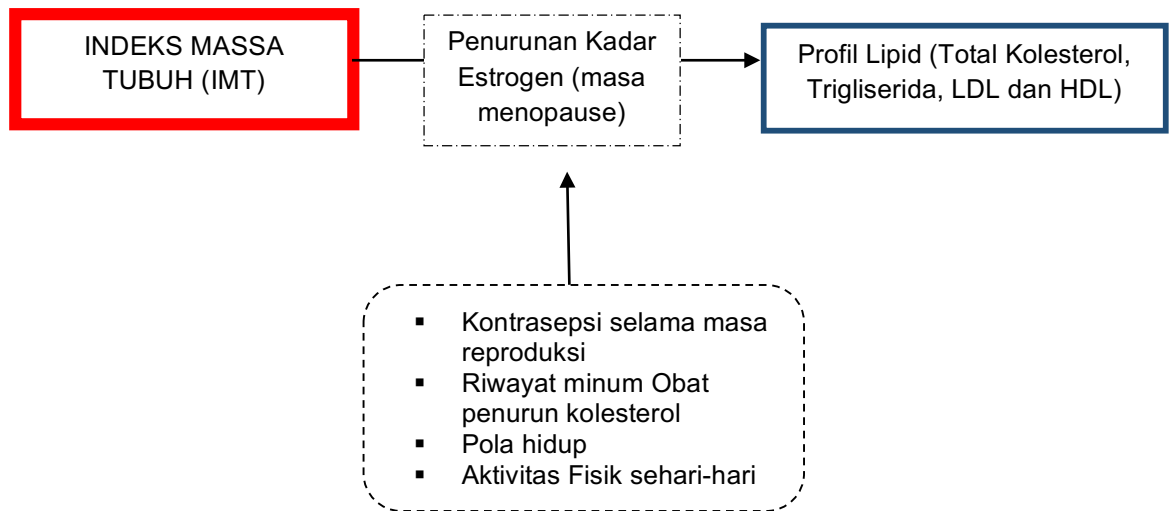 INDEKS MASSA
TUBUH (IMT)
Penurunan Kadar
Estrogen (masa
menopause)
Profil Lipid (Total Kolesterol,
Trigliserida, LDL dan HDL)
▪ Kontrasepsi selama masa
reproduksi
▪ Riwayat minum Obat
penurun kolesterol
▪ Pola hidup
▪ Aktivitas Fisik sehari-hari